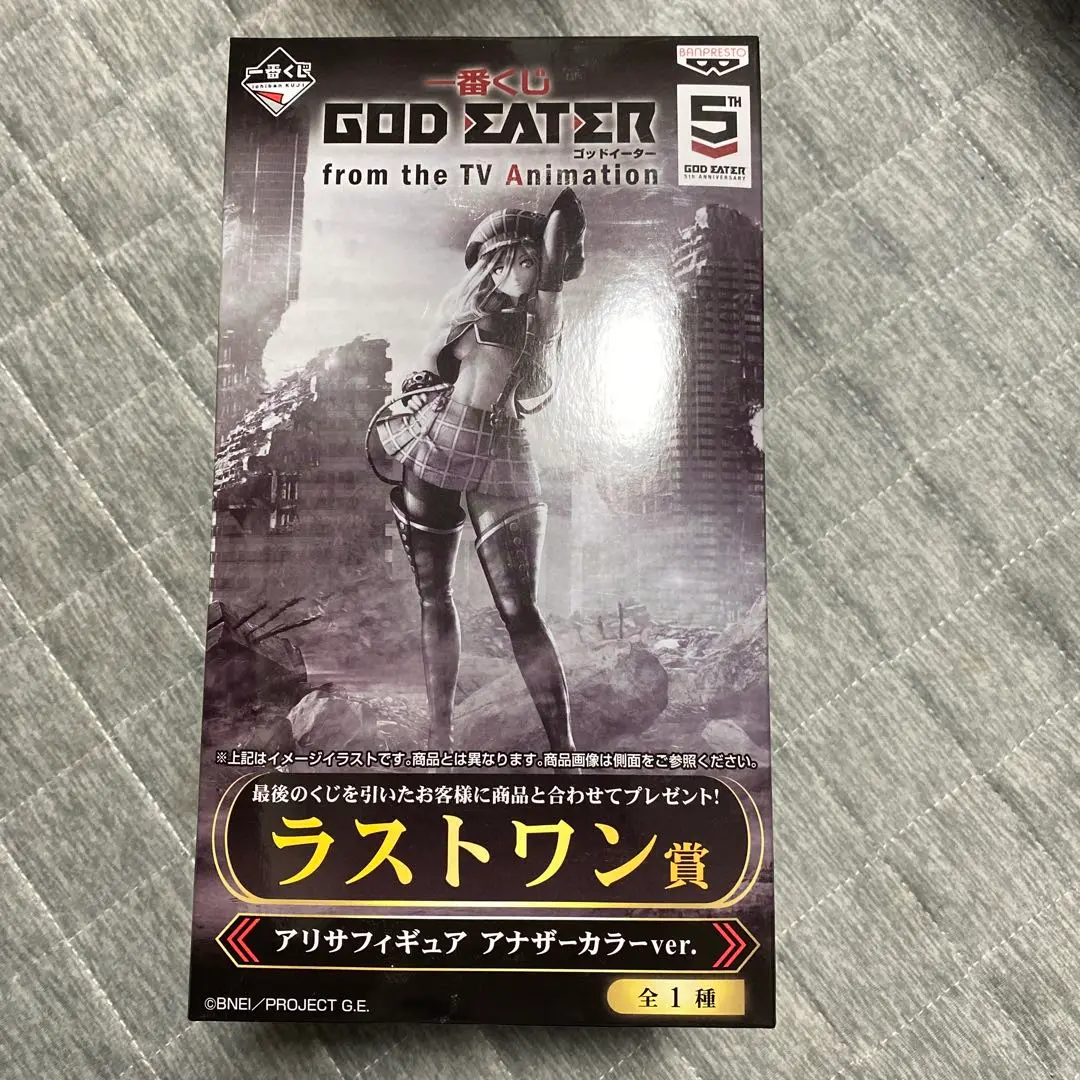 一番くじ
ichiban KUJI
一番くじ
GOD EATER
ゴッドイーター
from the TV Animation
BANPRESTO
5TH
GOD EATER
5TH ANNIVERSARY
※上記はイメージイラストです。商品とは異なります。商品画像は側面をご参照ください。
最後のくじを引いたお客様に商品と合わせてプレゼント!
ラストワン賞
アリサフィギュア アナザーカラーver.
全1種
©BNEI/PROJECT G.E.